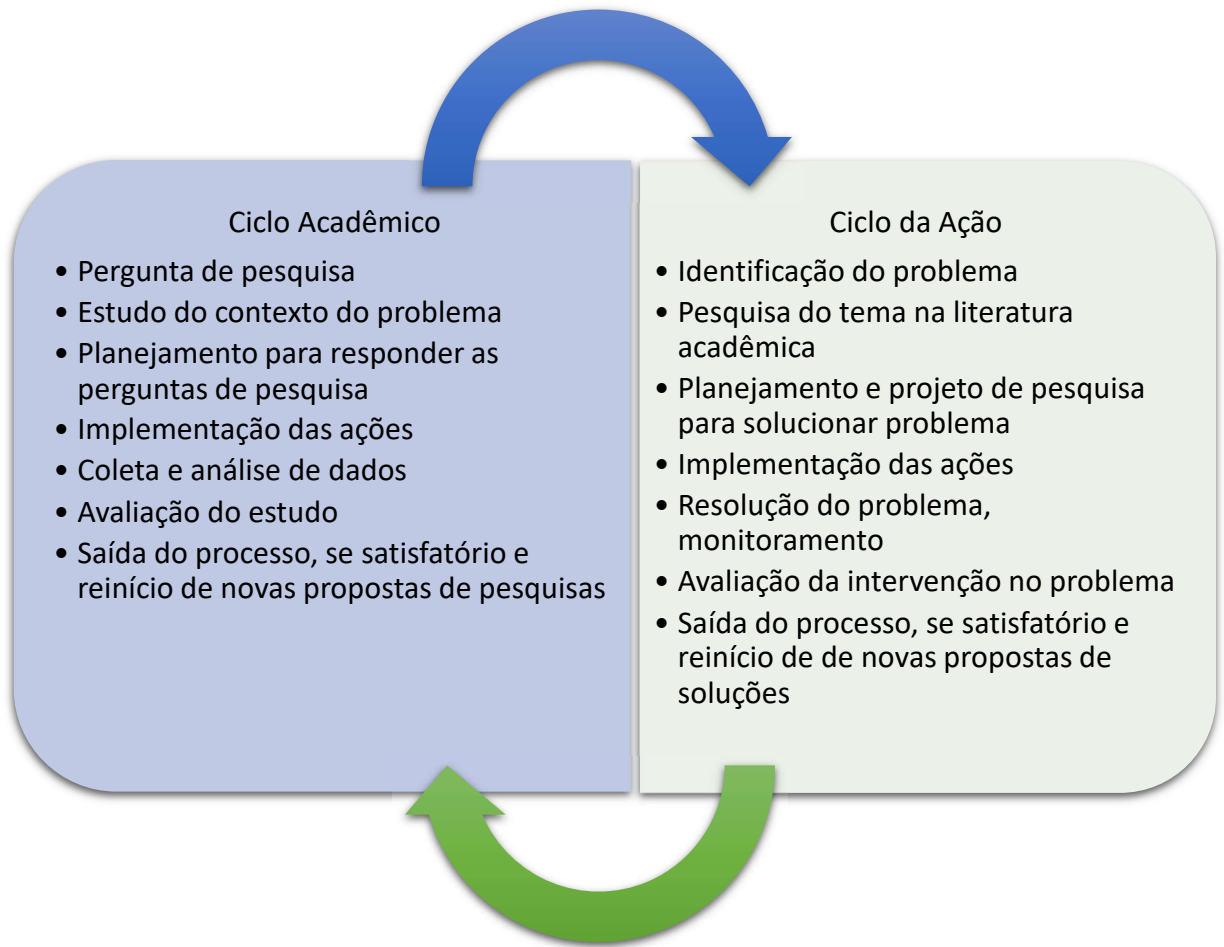 Ciclo Acadêmico
• Pergunta de pesquisa
• Estudo do contexto do problema
• Planejamento para responder as
perguntas de pesquisa
• Implementação das ações
• Coleta e análise de dados
• Avaliação do estudo
• Saída do processo, se satisfatório e
reinício de novas propostas de pesquisas
Ciclo da Ação
• Identificação do problema
• Pesquisa do tema na literatura
acadêmica
• Planejamento e projeto de pesquisa
para solucionar problema
• Implementação das ações
• Resolução do problema,
monitoramento
• Avaliação da intervenção no problema
• Saída do processo, se satisfatório e
reinício de de novas propostas de
soluções